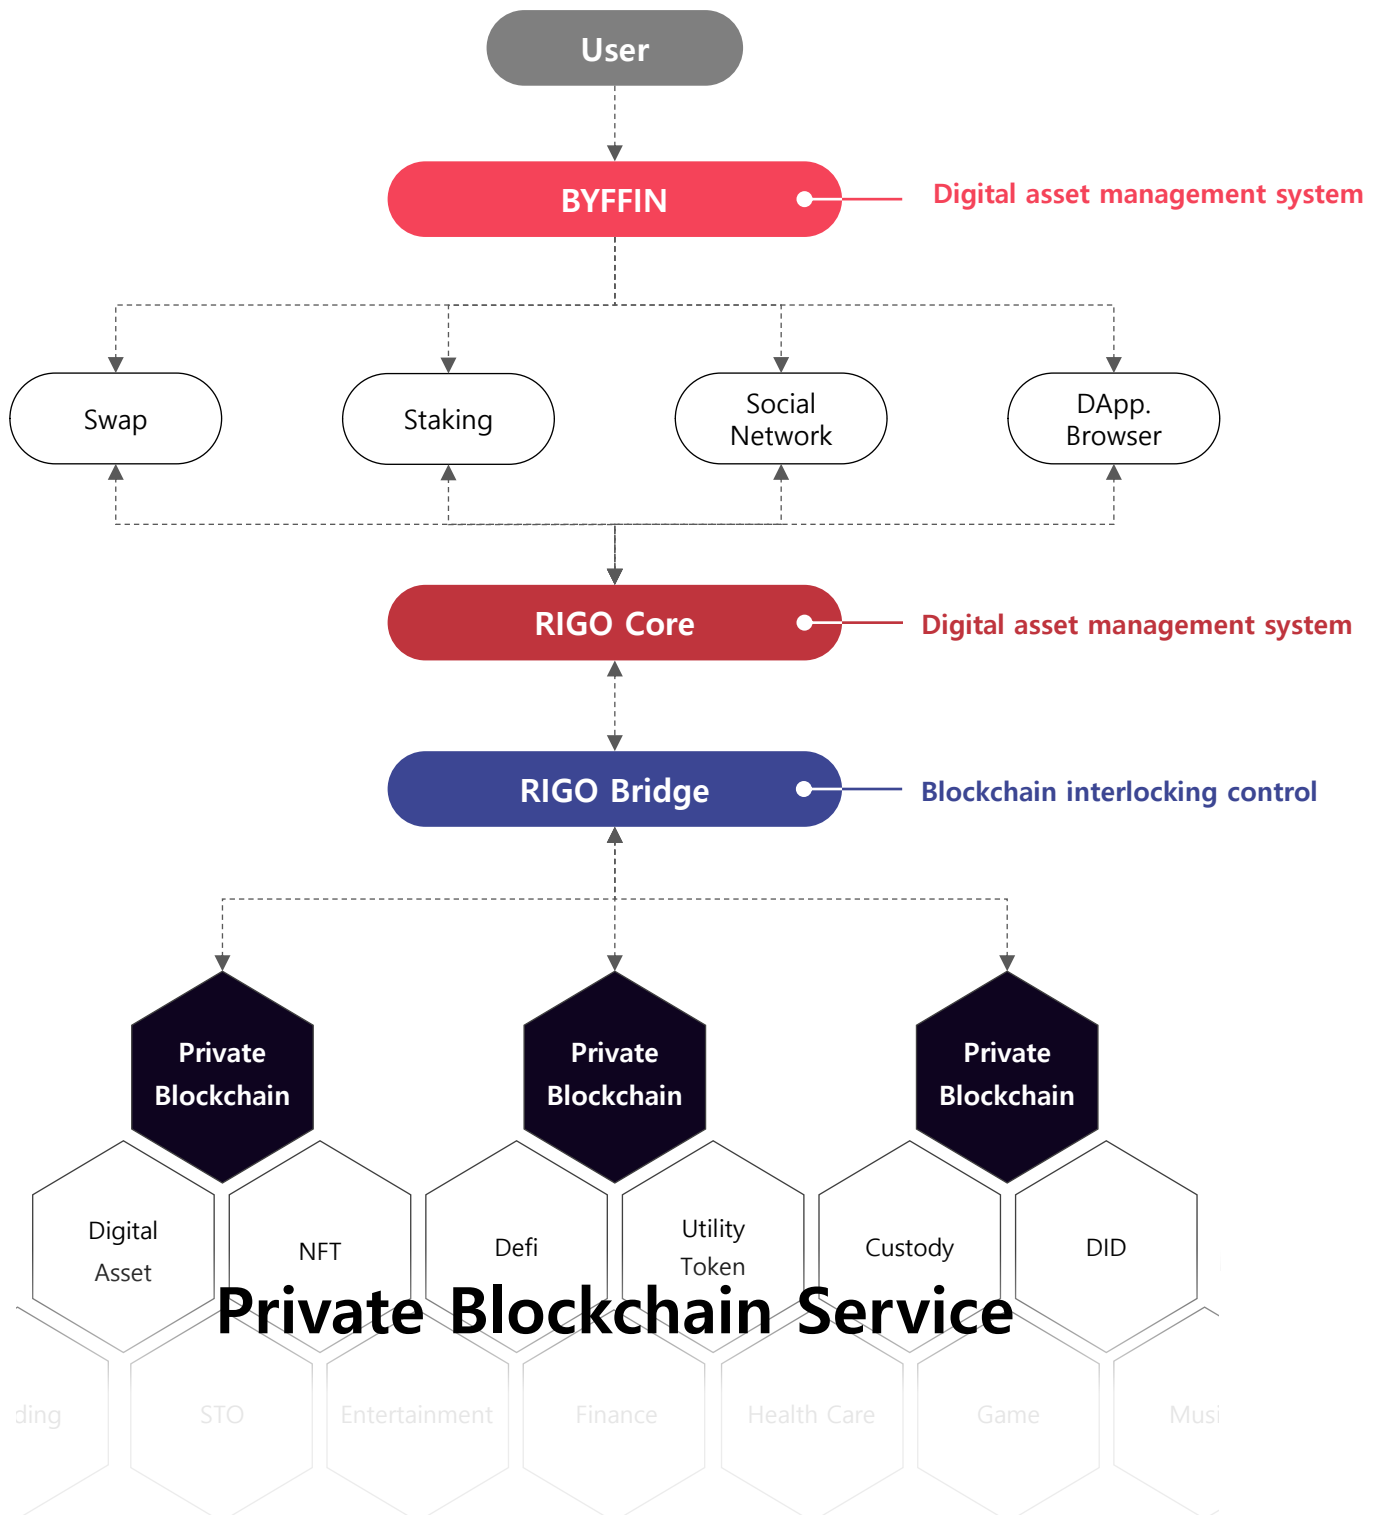 User
BYFFIN
Digital asset management system
Swap
Staking
Social
Network
DApp.
Browser
RIGO Core
Digital asset management system
RIGO Bridge
Blockchain interlocking control
Private
Blockchain
Private
Blockchain
Private
Blockchain
Digital
Asset
NFT
Defi
Utility
Token
Custody
DID
Private Blockchain Service
ding
STO
Entertainment
Finance
Health Care
Game
Musi